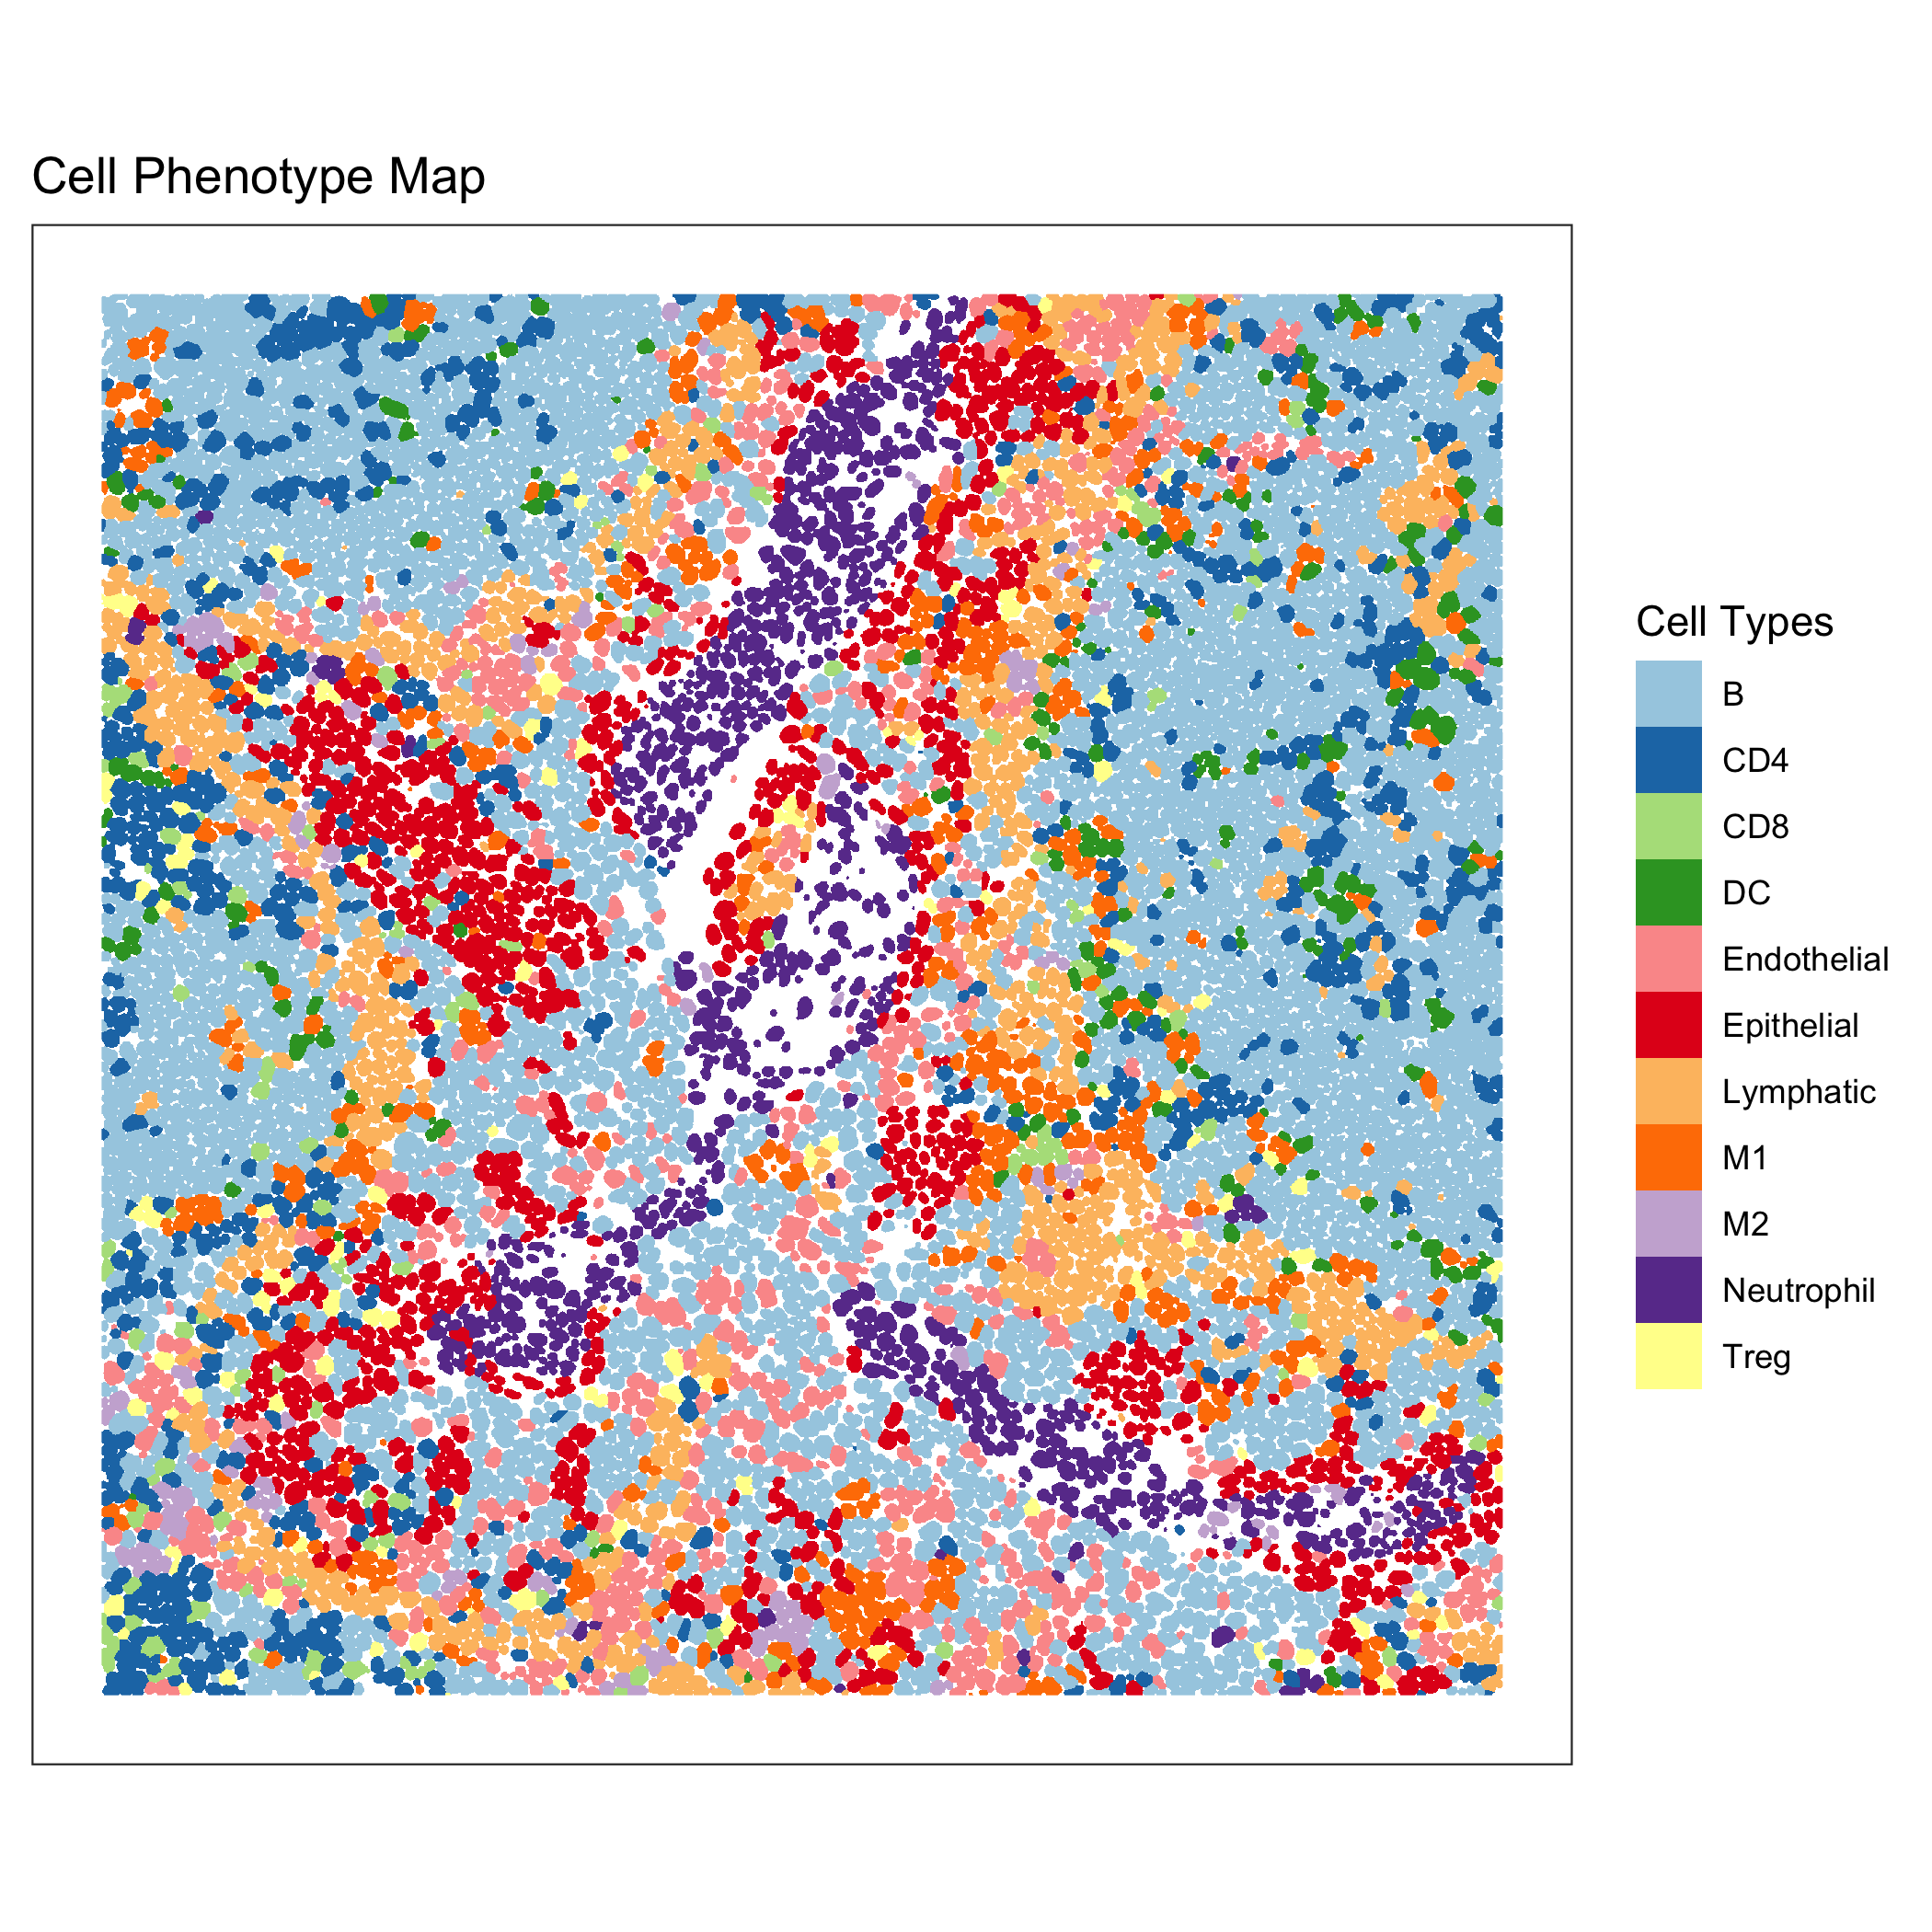 Cell Phenotype Map
Cell Types
B
CD4
CD8
DC
Endothelial
Epithelial
Lymphatic
M1
M2
Neutrophil
Treg